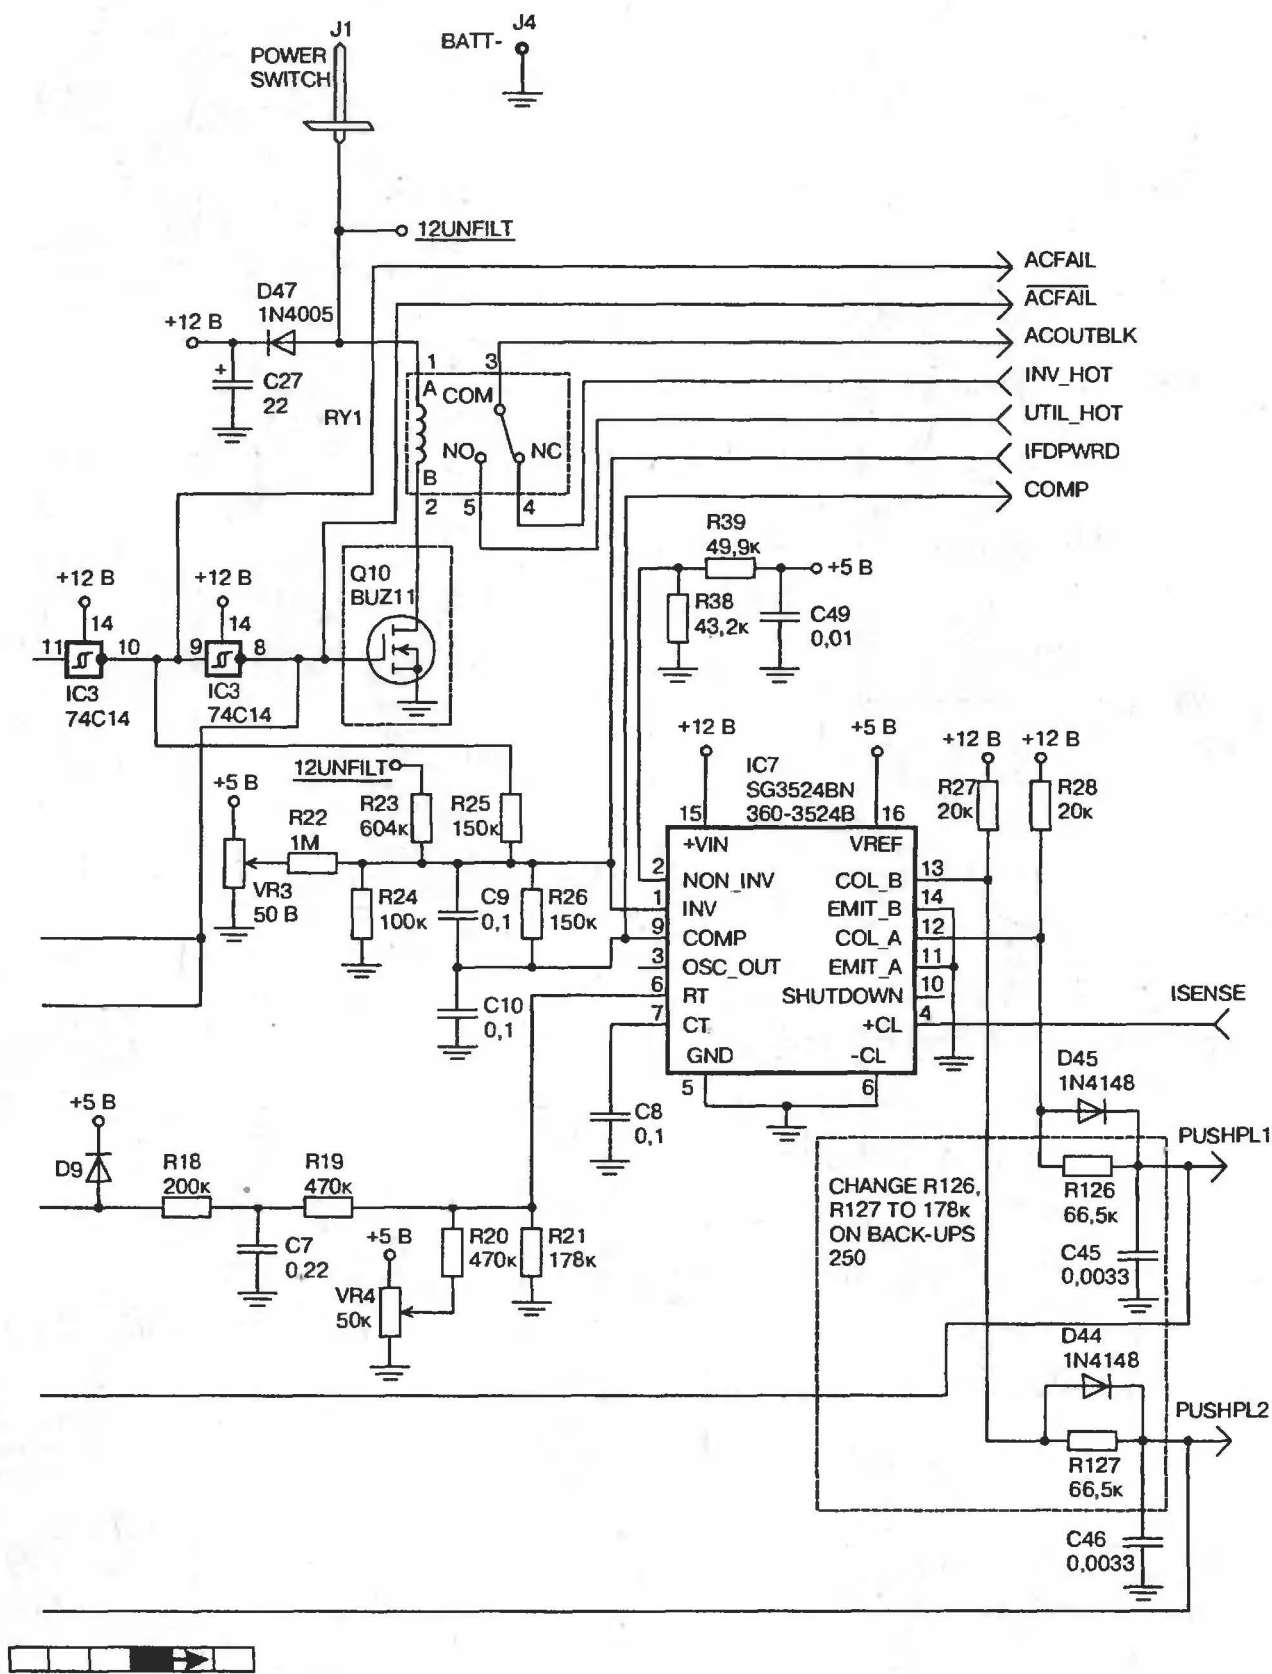 J1
POWER
SWITCH
BATT-
J4
12UNFILT
ACFAIL
ACFAIL
ACOUTBLK
INV_HOT
UTIL_HOT
IFDPWRD
COMP
D47
1N4005
+12 В
+
C27
22
RY1
1
3
A
COM
NO
NC
B
2
5
4
R39
49,9к
+5 В
R38
43,2к
C49
0,01
+12 В
+12 В
14
14
11
10
9
8
IC3
74C14
IC3
74C14
Q10
BUZ11
12UNFILT
+5 В
R22
1М
R23
604к
R25
150к
VR3
50 В
R24
100к
C9
0,1
R26
150к
C10
0,1
+12 В
+5 В
IC7
SG3524BN
360-3524B
15
16
+VIN
VREF
2
NON_INV
COL_B
13
1
INV
EMIT_B
14
9
COMP
COL_A
12
3
OSC_OUT
EMIT_A
11
6
RT
SHUTDOWN
10
7
CT
+CL
4
GND
-CL
5
6
+12 В
+12 В
R27
20к
R28
20к
ISENSE
C8
0,1
D45
1N4148
PUSHPL1
R126
66,5к
C45
0,0033
CHANGE R126,
R127 TO 178к
ON BACK-UPS
250
+5 В
D9
R18
200к
R19
470к
C7
0,22
+5 В
VR4
50к
R20
470к
R21
178к
D44
1N4148
PUSHPL2
R127
66,5к
C46
0,0033